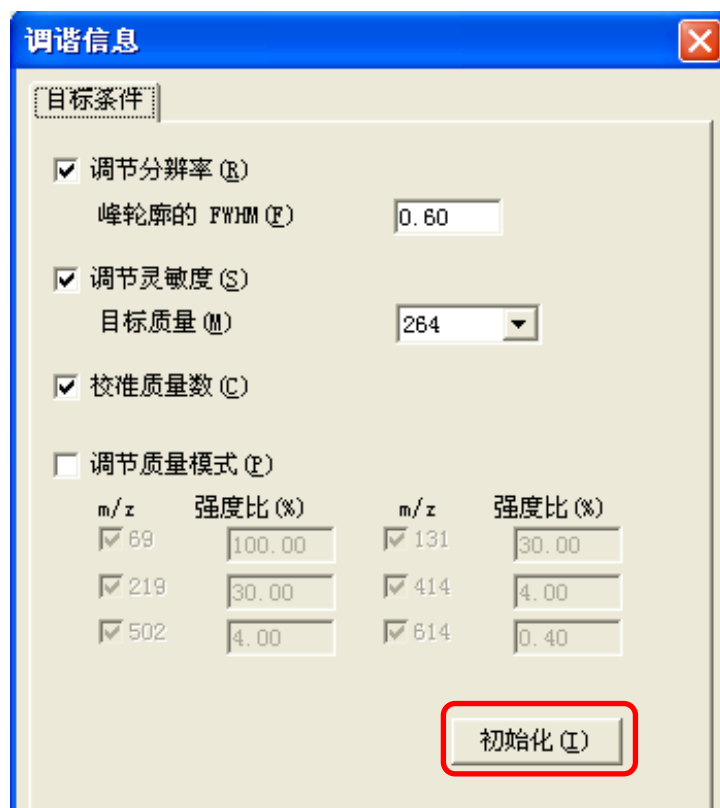 调谐信息
目标条件
调节分辨率(R)
峰轮廓的 FWHM(F) 0.60
调节灵敏度(S)
目标质量(M) 264
校准质量数(C)
调节质量模式(P)
m/z 强度比(%) m/z 强度比(%)
69 100.00 131 30.00
219 30.00 414 4.00
502 4.00 614 0.40
初始化(I)